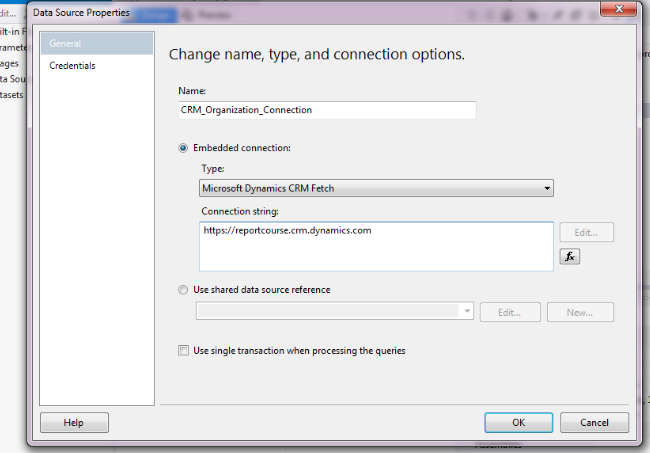 Data Source Properties
Preview
General
Credentials
Change name, type, and connection options.
Name:
CRM_Organization_Connection
Embedded connection:
Type:
Microsoft Dynamics CRM Fetch
Connection string:
https://reportcourse.crm.dynamics.com
Edit...
fx
Use shared data source reference
Edit...
New...
Use single transaction when processing the queries
Help
OK
Cancel